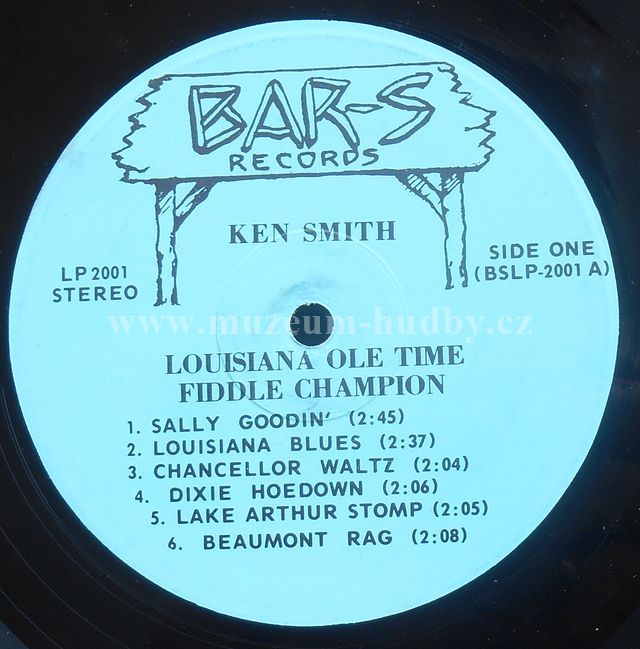 BAR-S
RECORDS
KEN SMITH
LP 2001
STEREO
SIDE ONE
(BSLP-2001 A)
www.muzeum-hudby.cz
LOUISIANA OLE TIME
FIDDLE CHAMPION
1. SALLY GOODIN' (2:45)
2. LOUISIANA BLUES (2:37)
3. CHANCELLOR WALTZ (2:04)
4. DIXIE HOEDOWN (2:06)
5. LAKE ARTHUR STOMP (2:05)
6. BEAUMONT RAG (2:08)